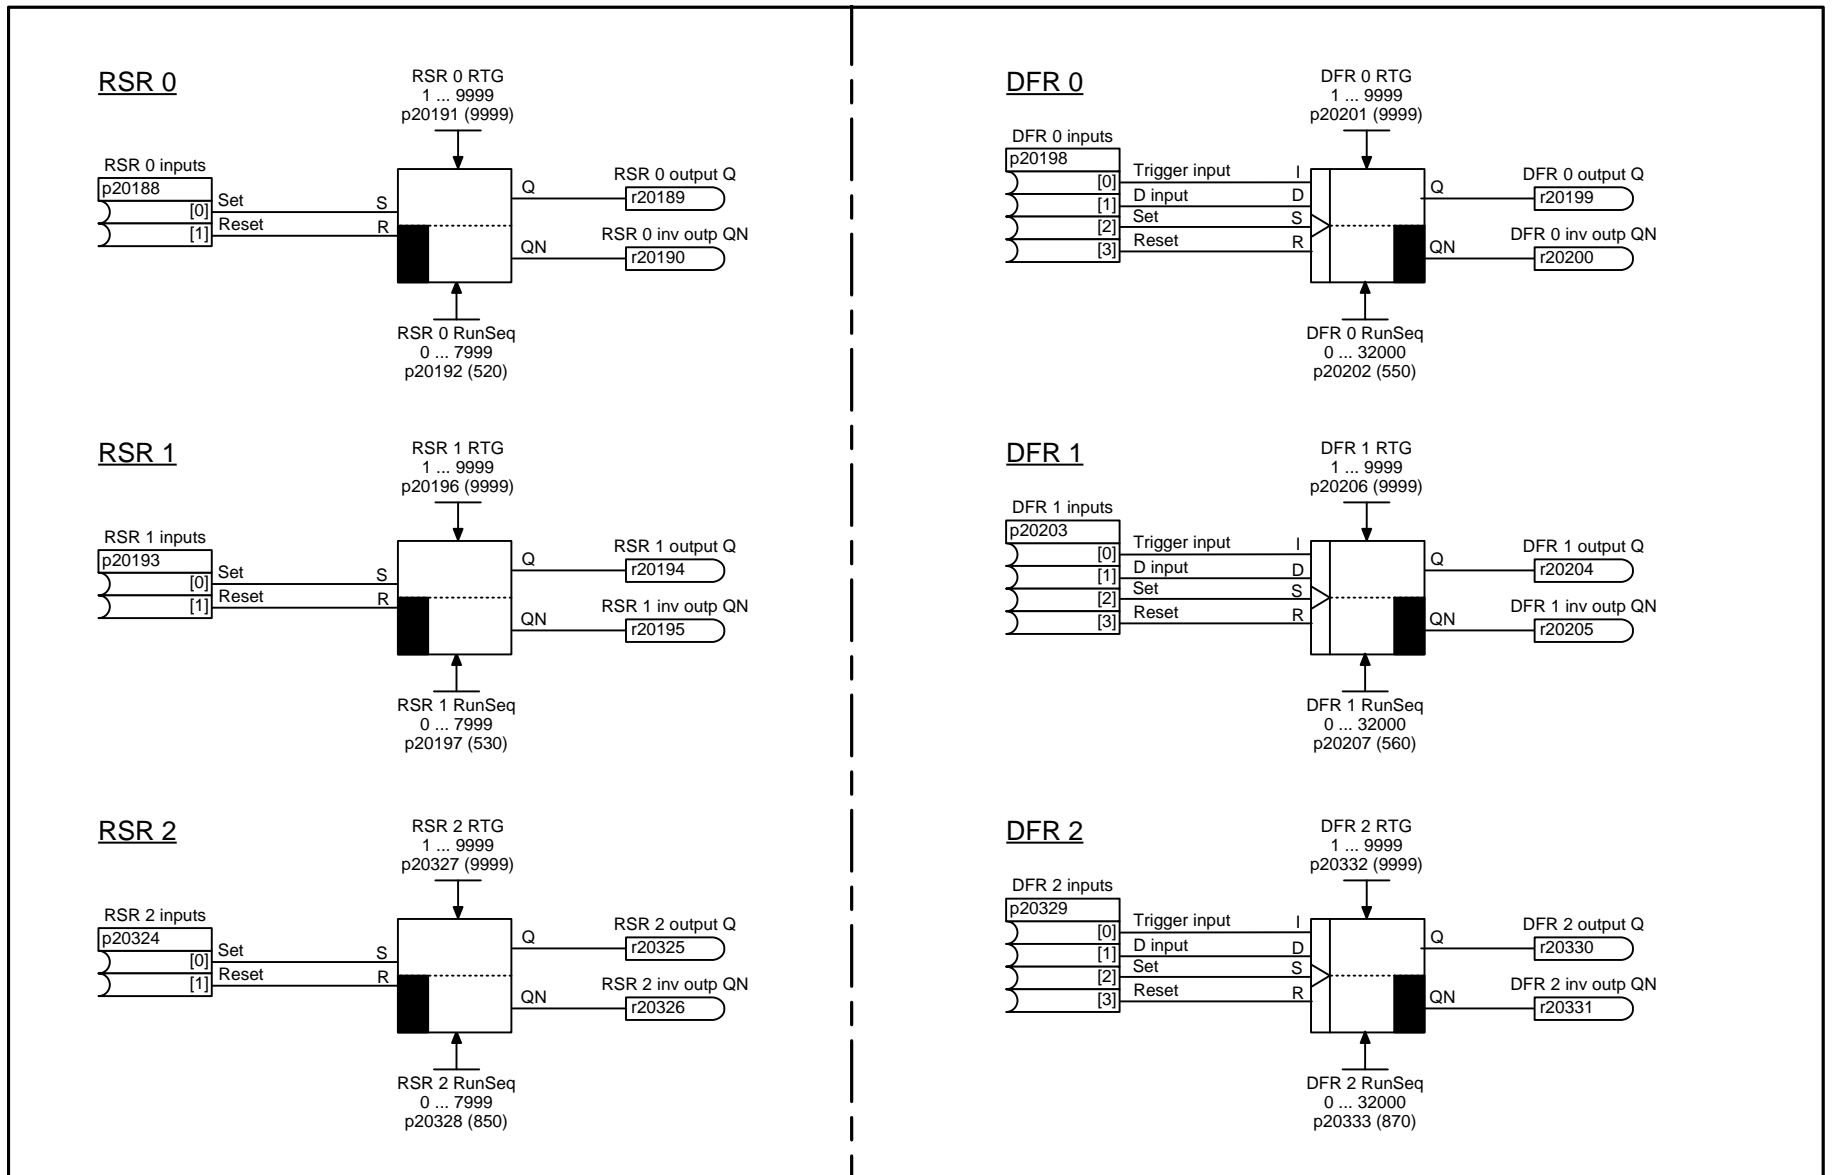 RSR 0
RSR 0 RTG
1 ... 9999
p20191 (9999)
RSR 0 inputs
p20188
[0]
[1]
Set
Reset
S
R
Q
QN
RSR 0 output Q
r20189
RSR 0 inv outp QN
r20190
RSR 0 RunSeq
0 ... 7999
p20192 (520)
RSR 1
RSR 1 RTG
1 ... 9999
p20196 (9999)
RSR 1 inputs
p20193
[0]
[1]
Set
Reset
S
R
Q
QN
RSR 1 output Q
r20194
RSR 1 inv outp QN
r20195
RSR 1 RunSeq
0 ... 7999
p20197 (530)
RSR 2
RSR 2 RTG
1 ... 9999
p20327 (9999)
RSR 2 inputs
p20324
[0]
[1]
Set
Reset
S
R
Q
QN
RSR 2 output Q
r20325
RSR 2 inv outp QN
r20326
RSR 2 RunSeq
0 ... 7999
p20328 (850)
DFR 0
DFR 0 RTG
1 ... 9999
p20201 (9999)
DFR 0 inputs
p20198
[0]
[1]
[2]
[3]
Trigger input
D input
Set
Reset
I
D
S
R
Q
QN
DFR 0 output Q
r20199
DFR 0 inv outp QN
r20200
DFR 0 RunSeq
0 ... 32000
p20202 (550)
DFR 1
DFR 1 RTG
1 ... 9999
p20206 (9999)
DFR 1 inputs
p20203
[0]
[1]
[2]
[3]
Trigger input
D input
Set
Reset
I
D
S
R
Q
QN
DFR 1 output Q
r20204
DFR 1 inv outp QN
r20205
DFR 1 RunSeq
0 ... 32000
p20207 (560)
DFR 2
DFR 2 RTG
1 ... 9999
p20332 (9999)
DFR 2 inputs
p20329
[0]
[1]
[2]
[3]
Trigger input
D input
Set
Reset
I
D
S
R
Q
QN
DFR 2 output Q
r20330
DFR 2 inv outp QN
r20331
DFR 2 RunSeq
0 ... 32000
p20333 (870)